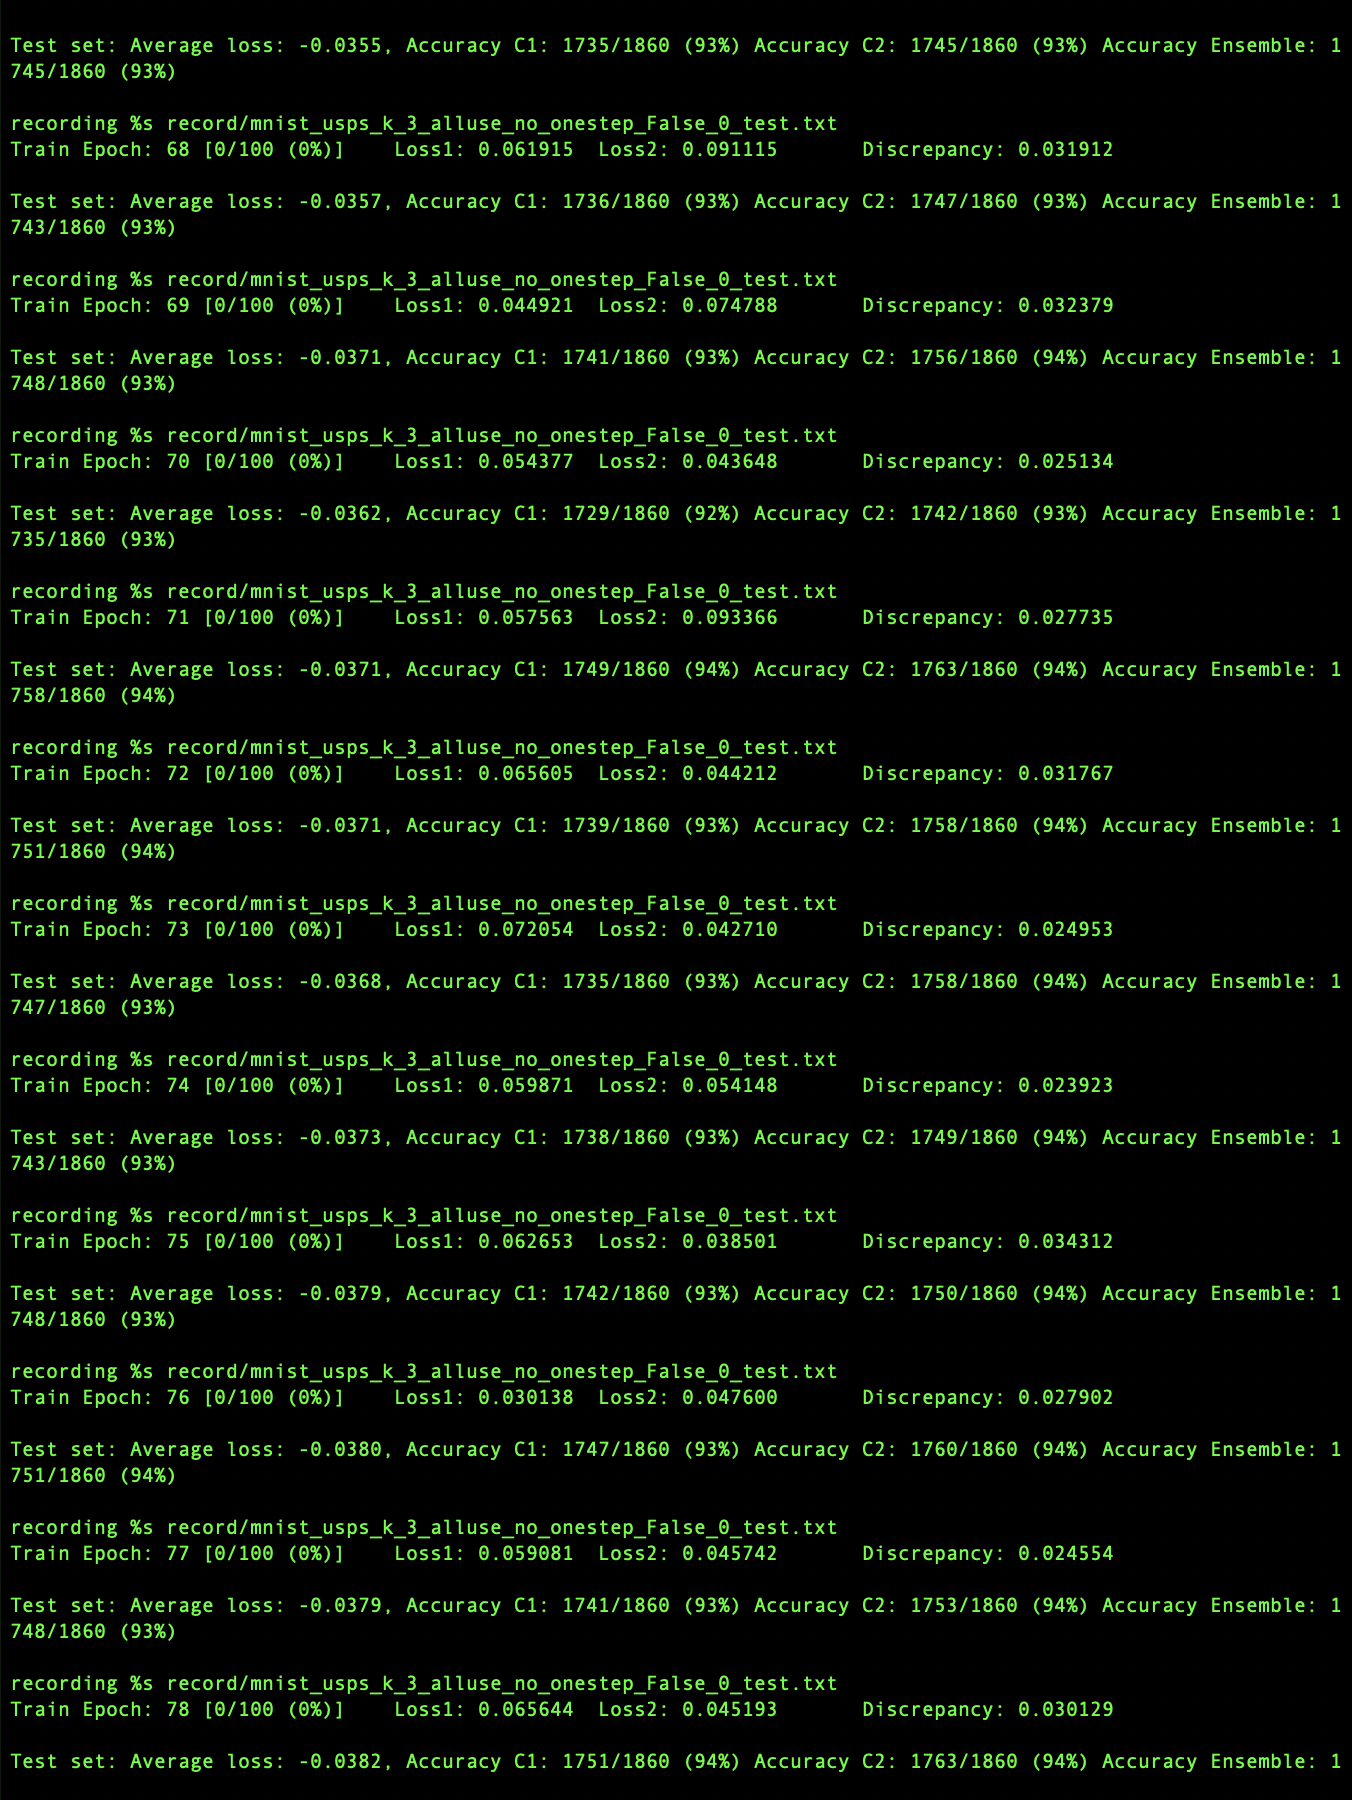 Test set: Average loss: -0.0355, Accuracy C1: 1735/1860 (93%) Accuracy C2: 1745/1860 (93%) Accuracy Ensemble: 1
745/1860 (93%)
recording %s record/mnist_usps_k_3_alluse_no_onestep_False_0_test.txt
Train Epoch: 68 [0/100 (0%)] Loss1: 0.061915 Loss2: 0.091115 Discrepancy: 0.031912
Test set: Average loss: -0.0357, Accuracy C1: 1736/1860 (93%) Accuracy C2: 1747/1860 (93%) Accuracy Ensemble: 1
743/1860 (93%)
recording %s record/mnist_usps_k_3_alluse_no_onestep_False_0_test.txt
Train Epoch: 69 [0/100 (0%)] Loss1: 0.044921 Loss2: 0.074788 Discrepancy: 0.032379
Test set: Average loss: -0.0371, Accuracy C1: 1741/1860 (93%) Accuracy C2: 1756/1860 (94%) Accuracy Ensemble: 1
748/1860 (93%)
recording %s record/mnist_usps_k_3_alluse_no_onestep_False_0_test.txt
Train Epoch: 70 [0/100 (0%)] Loss1: 0.054377 Loss2: 0.043648 Discrepancy: 0.025134
Test set: Average loss: -0.0362, Accuracy C1: 1729/1860 (92%) Accuracy C2: 1742/1860 (93%) Accuracy Ensemble: 1
735/1860 (93%)
recording %s record/mnist_usps_k_3_alluse_no_onestep_False_0_test.txt
Train Epoch: 71 [0/100 (0%)] Loss1: 0.057563 Loss2: 0.093366 Discrepancy: 0.027735
Test set: Average loss: -0.0371, Accuracy C1: 1749/1860 (94%) Accuracy C2: 1763/1860 (94%) Accuracy Ensemble: 1
758/1860 (94%)
recording %s record/mnist_usps_k_3_alluse_no_onestep_False_0_test.txt
Train Epoch: 72 [0/100 (0%)] Loss1: 0.065605 Loss2: 0.044212 Discrepancy: 0.031767
Test set: Average loss: -0.0371, Accuracy C1: 1739/1860 (93%) Accuracy C2: 1758/1860 (94%) Accuracy Ensemble: 1
751/1860 (94%)
recording %s record/mnist_usps_k_3_alluse_no_onestep_False_0_test.txt
Train Epoch: 73 [0/100 (0%)] Loss1: 0.072054 Loss2: 0.042710 Discrepancy: 0.024953
Test set: Average loss: -0.0368, Accuracy C1: 1735/1860 (93%) Accuracy C2: 1758/1860 (94%) Accuracy Ensemble: 1
747/1860 (93%)
recording %s record/mnist_usps_k_3_alluse_no_onestep_False_0_test.txt
Train Epoch: 74 [0/100 (0%)] Loss1: 0.059871 Loss2: 0.054148 Discrepancy: 0.023923
Test set: Average loss: -0.0373, Accuracy C1: 1738/1860 (93%) Accuracy C2: 1749/1860 (94%) Accuracy Ensemble: 1
743/1860 (93%)
recording %s record/mnist_usps_k_3_alluse_no_onestep_False_0_test.txt
Train Epoch: 75 [0/100 (0%)] Loss1: 0.062653 Loss2: 0.038501 Discrepancy: 0.034312
Test set: Average loss: -0.0379, Accuracy C1: 1742/1860 (93%) Accuracy C2: 1750/1860 (94%) Accuracy Ensemble: 1
748/1860 (93%)
recording %s record/mnist_usps_k_3_alluse_no_onestep_False_0_test.txt
Train Epoch: 76 [0/100 (0%)] Loss1: 0.030138 Loss2: 0.047600 Discrepancy: 0.027902
Test set: Average loss: -0.0380, Accuracy C1: 1747/1860 (93%) Accuracy C2: 1760/1860 (94%) Accuracy Ensemble: 1
751/1860 (94%)
recording %s record/mnist_usps_k_3_alluse_no_onestep_False_0_test.txt
Train Epoch: 77 [0/100 (0%)] Loss1: 0.059081 Loss2: 0.045742 Discrepancy: 0.024554
Test set: Average loss: -0.0379, Accuracy C1: 1741/1860 (93%) Accuracy C2: 1753/1860 (94%) Accuracy Ensemble: 1
748/1860 (93%)
recording %s record/mnist_usps_k_3_alluse_no_onestep_False_0_test.txt
Train Epoch: 78 [0/100 (0%)] Loss1: 0.065644 Loss2: 0.045193 Discrepancy: 0.030129
Test set: Average loss: -0.0382, Accuracy C1: 1751/1860 (94%) Accuracy C2: 1763/1860 (94%) Accuracy Ensemble: 1